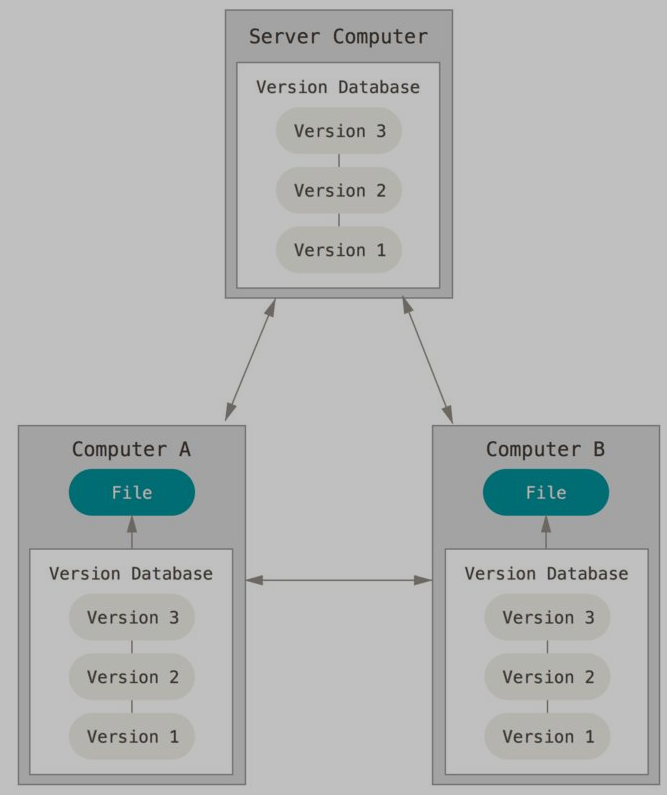 Server Computer
Version Database
Version 3
Version 2
Version 1
Computer A
File
Version Database
Version 3
Version 2
Version 1
Computer B
File
Version Database
Version 3
Version 2
Version 1